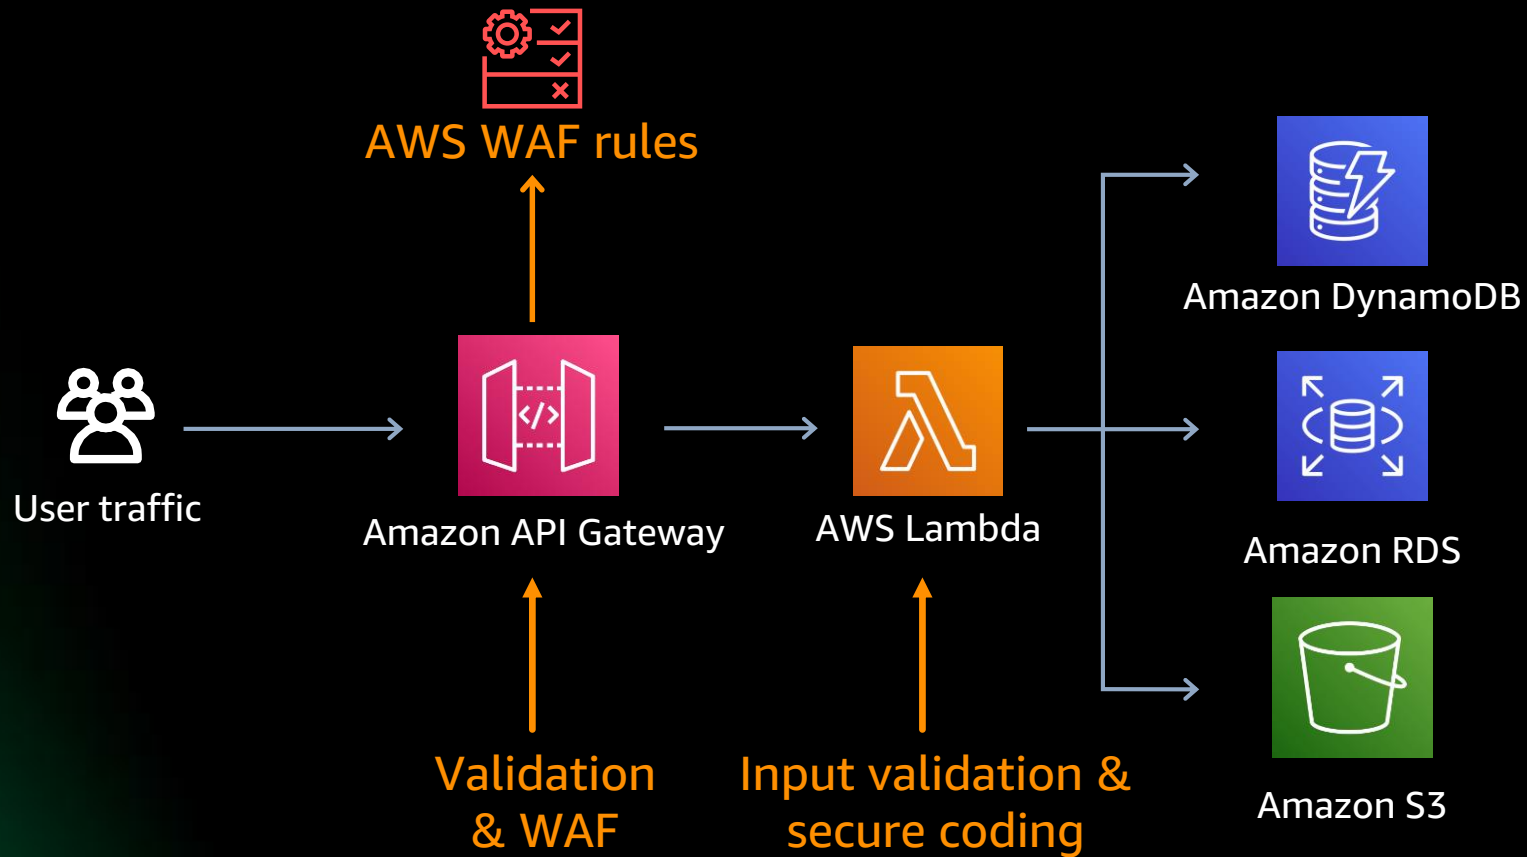 AWS WAF rules
Amazon DynamoDB
User traffic
</>
Amazon API Gateway
AWS Lambda
Amazon RDS
Validation
& WAF
Input validation &
secure coding
Amazon S3